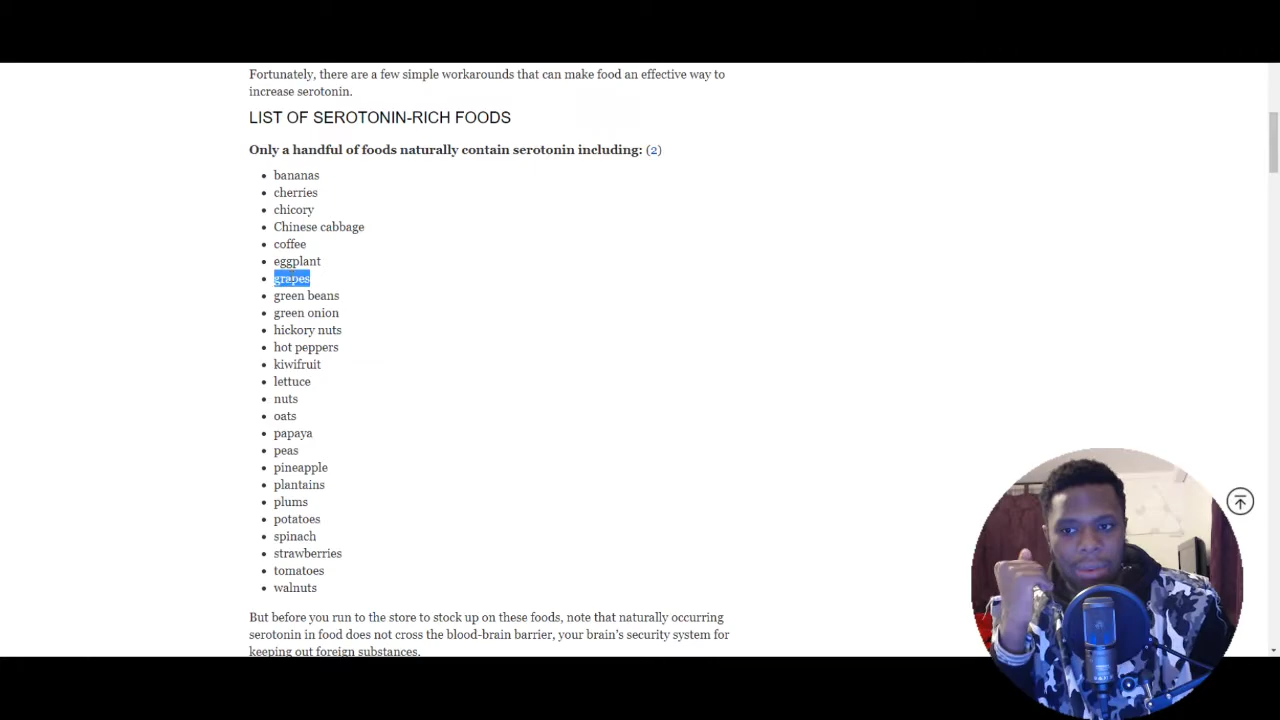 Fortunately, there are a few simple workarounds that can make food an effective way to
increase serotonin.
LIST OF SEROTONIN-RICH FOODS
Only a handful of foods naturally contain serotonin including: (2)
bananas
cherries
chicory
Chinese cabbage
coffee
eggplant
grapes
green beans
green onion
hickory nuts
hot peppers
kiwifruit
lettuce
nuts
oats
papaya
peas
pineapple
plantains
plums
potatoes
spinach
strawberries
tomatoes
walnuts
But before you run to the store to stock up on these foods, note that naturally occurring
serotonin in food does not cross the blood-brain barrier, your brain’s security system for
keeping out foreign substances.